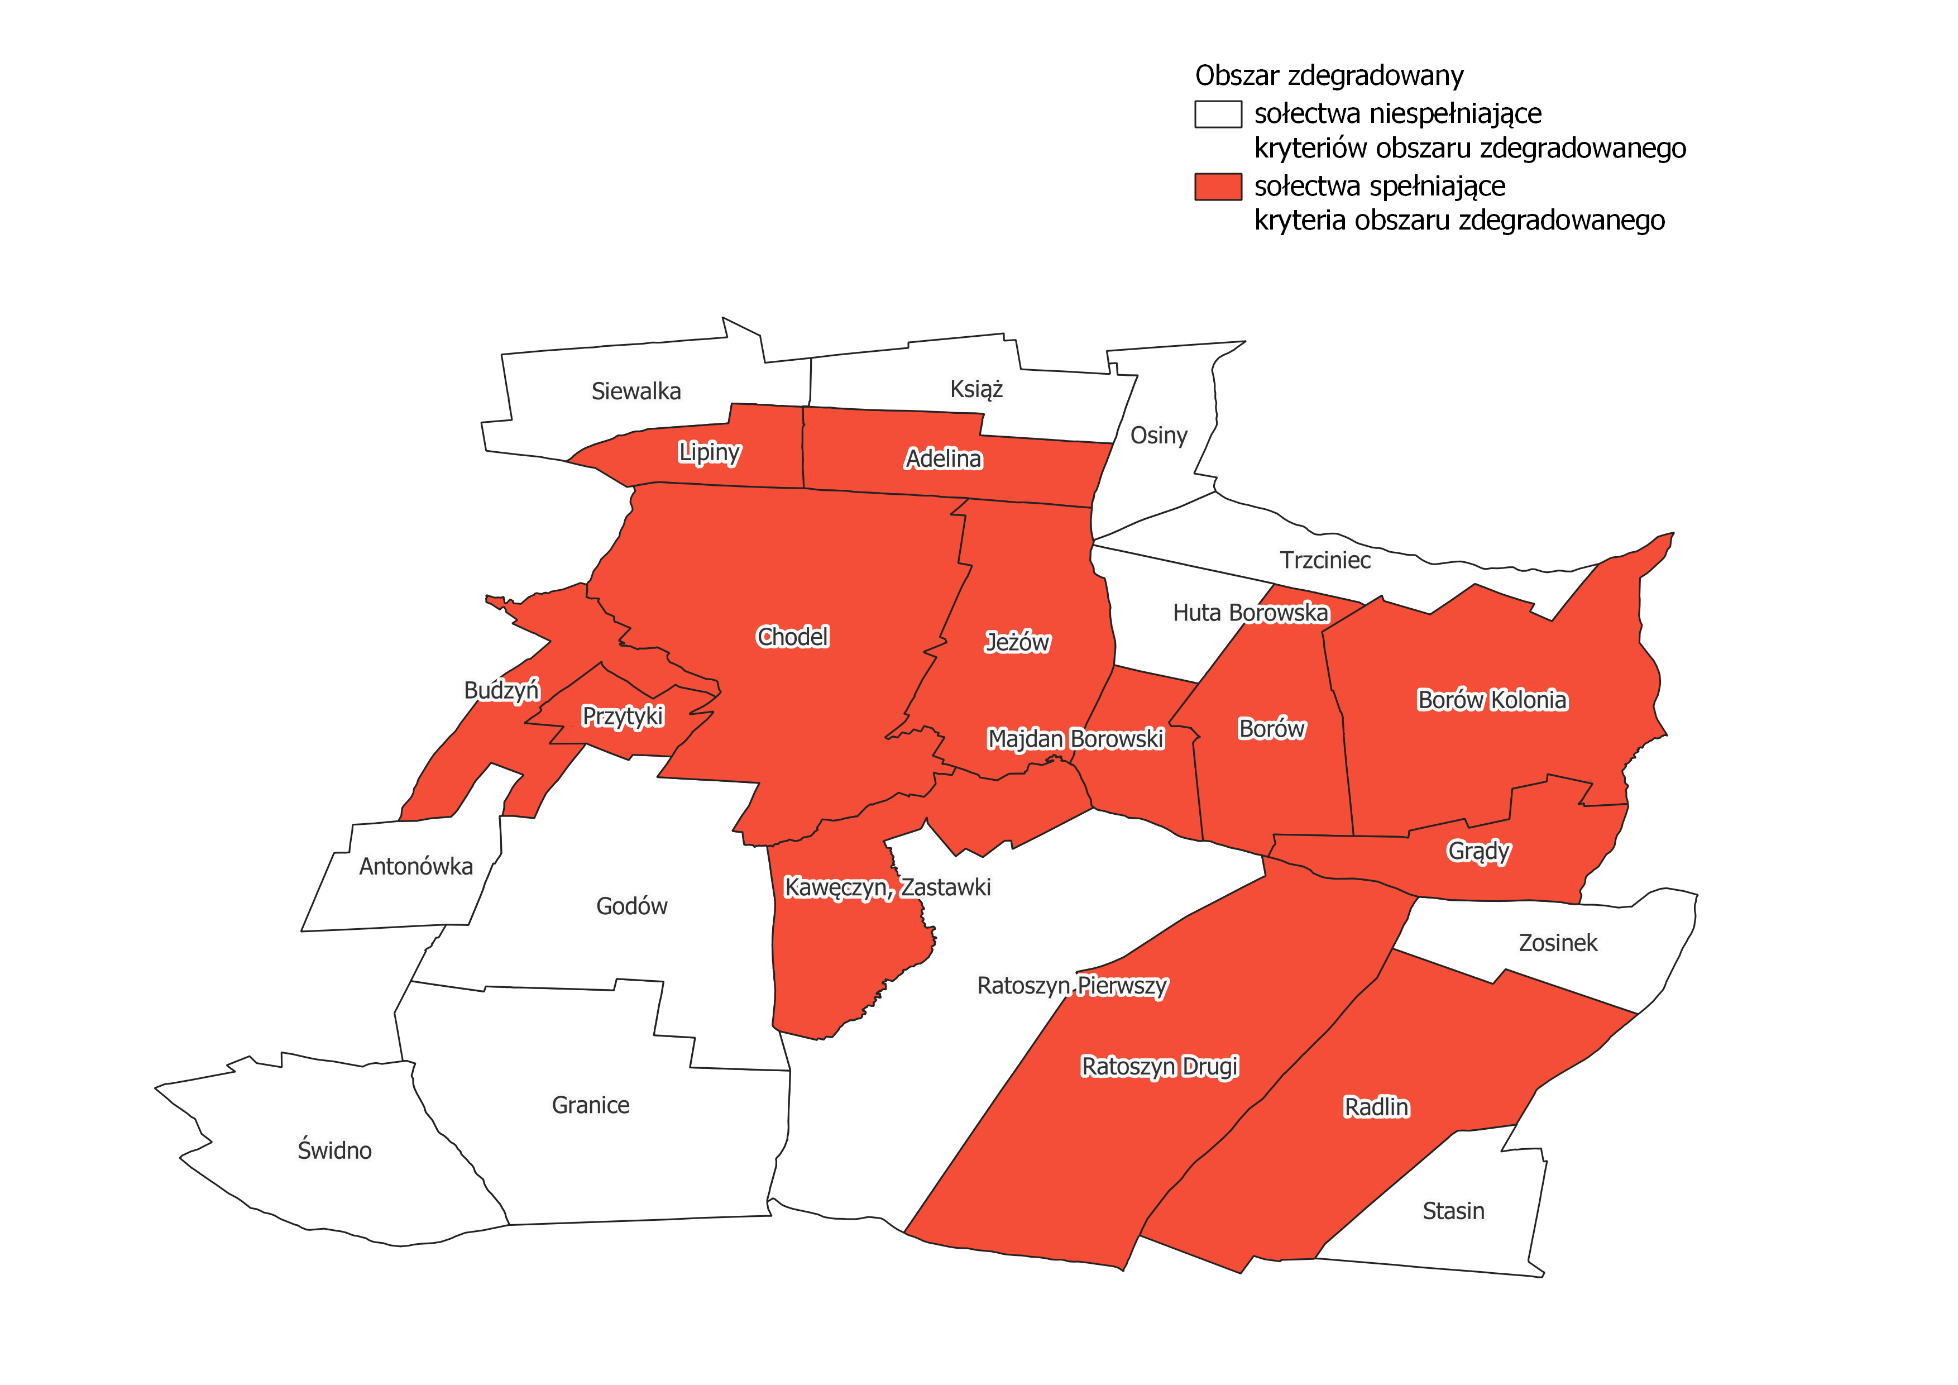 Obszar zdegradowany
sołectwa niespełniające
kryteriów obszaru zdegradowanego
sołectwa spełniające
kryteria obszaru zdegradowanego
Siewalka
Książ
Osiny
Lipiny
Adelina
Trzciniec
Huta Borowska
Chodel
Jeżów
Budzyń
Przytyki
Majdan Borowski
Borów
Borów Kolonia
Grądy
Antonówka
Godów
Kawęczyn, Zastawki
Zosinek
Ratoszyn Pierwszy
Ratoszyn Drugi
Granice
Radlin
Świdno
Stasin